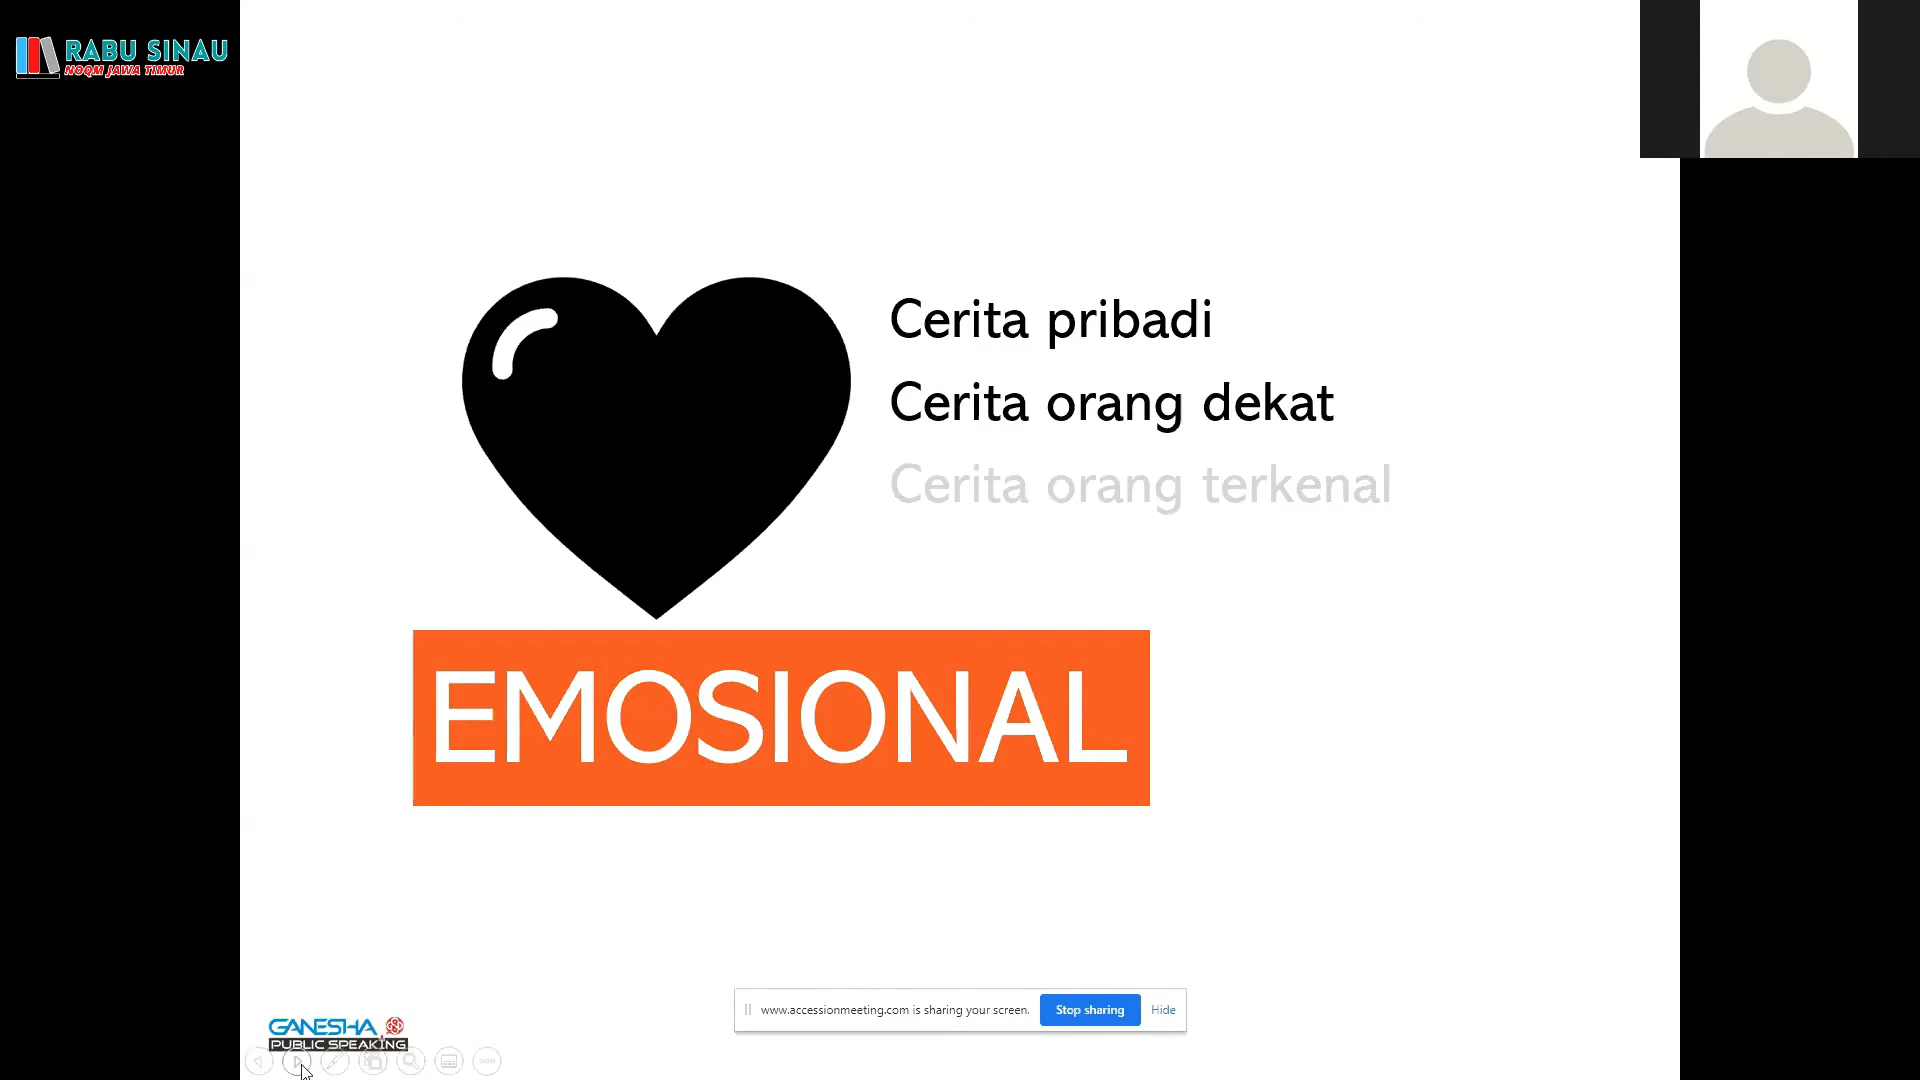 RABU SINAU
NOQM JAWA TIMUR
Cerita pribadi
Cerita orang dekat
Cerita orang terkenal
EMOSIONAL
www.accessionmeeting.com is sharing your screen.
Stop sharing
Hide
GANESHA
PUBLIC SPEAKING